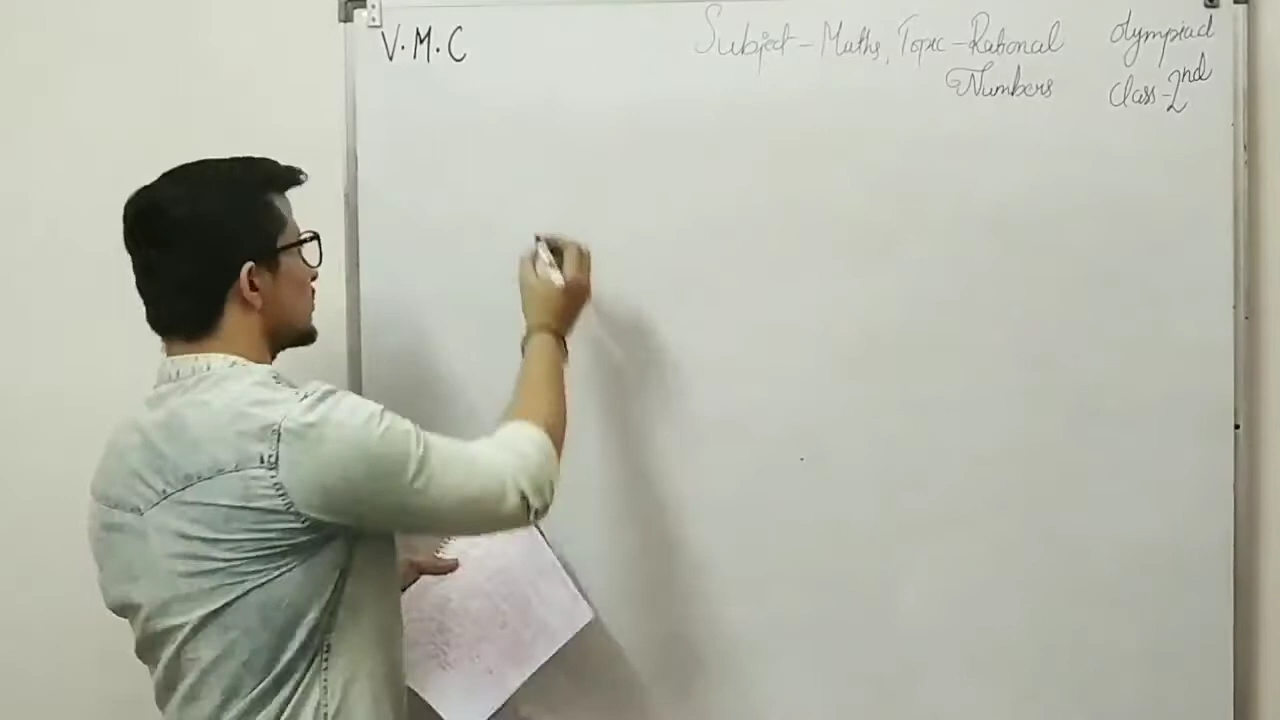 V.M.C
Subject - Maths, Topic - Rational
Numbers
Olympiad
Class - 2nd